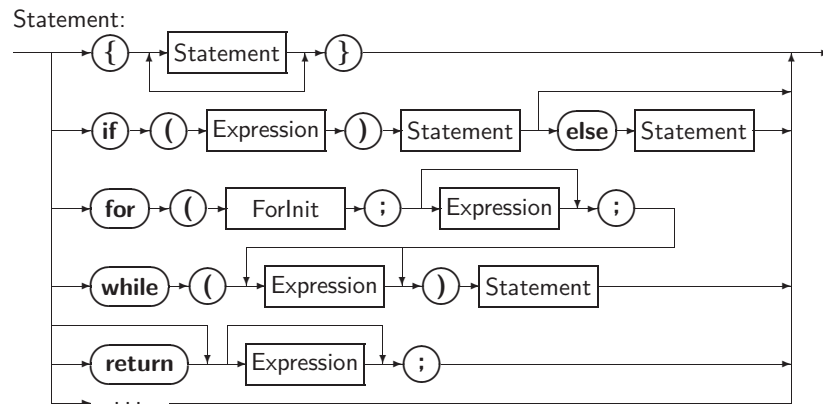 Statement:
{ Statement }
if ( Expression ) Statement else Statement
for ( ForInit ; Expression ;
while ( Expression ) Statement
return Expression ;
...